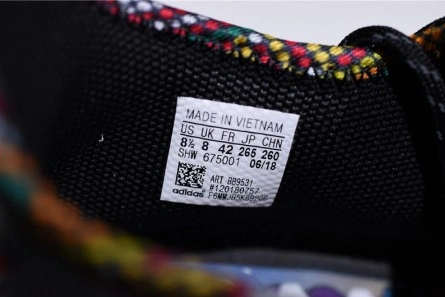 MADE IN VIETNAM
US UK FR JP CHN
8½ 8 42 265 260
SHW 675001 06/18
ART BB9531
#120180757
adidas